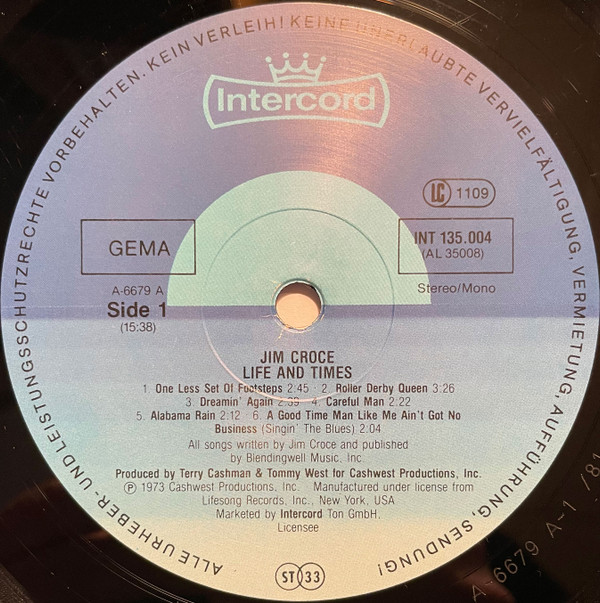 ALLE URHEBER- UND LEISTUNGSSCHUTZRECHTE VORBEHALTEN. KEIN VERLEIH! KEINE UNERLAUBTE VERVIELFÄLTIGUNG, VERMIETUNG, AUFFÜHRUNG, SENDUNG!
Intercord
LC 1109
GEMA
INT 135.004
(AL 35008)
A-6679 A
Stereo/Mono
Side 1
(15:38)
JIM CROCE
LIFE AND TIMES
1. One Less Set Of Footsteps 2:45 · 2. Roller Derby Queen 3:26
3. Dreamin' Again 2:39 · 4. Careful Man 2:22
5. Alabama Rain 2:12 · 6. A Good Time Man Like Me Ain't Got No
Business (Singin' The Blues) 2:04
All songs written by Jim Croce and published
by Blendingwell Music, Inc.
Produced by Terry Cashman & Tommy West for Cashwest Productions, Inc.
Ⓟ 1973 Cashwest Productions, Inc. Manufactured under license from
Lifesong Records, Inc., New York, USA
Marketed by Intercord Ton GmbH.
Licensee
ST 33
A-6679 A-1 /81